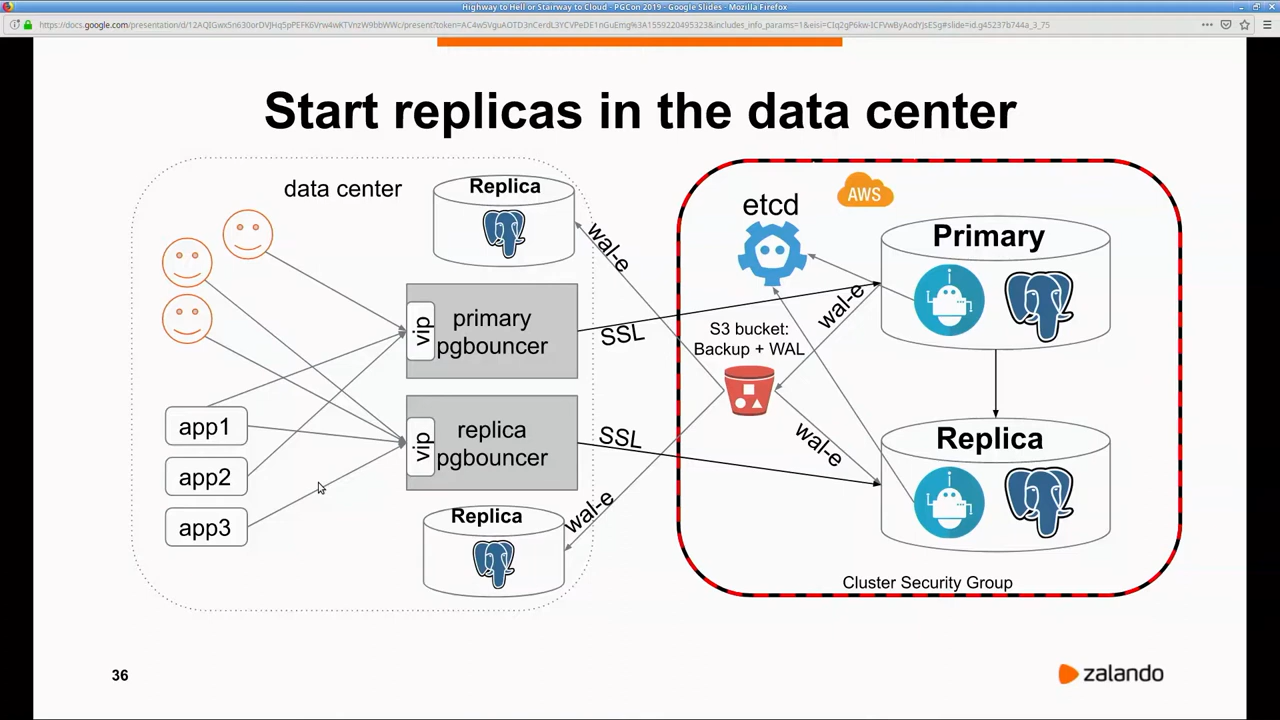 Highway to Hell or Stairway to Cloud - PGCon 2019 - Google Slides - Mozilla Firefox
Start replicas in the data center
data center
Replica
wal-e
etcd
AWS
Primary
vip
primary
pgbouncer
SSL
S3 bucket:
Backup + WAL
wal-e
app1
app2
app3
vip
replica
pgbouncer
SSL
wal-e
Replica
Replica
wal-e
Cluster Security Group
36
zalando